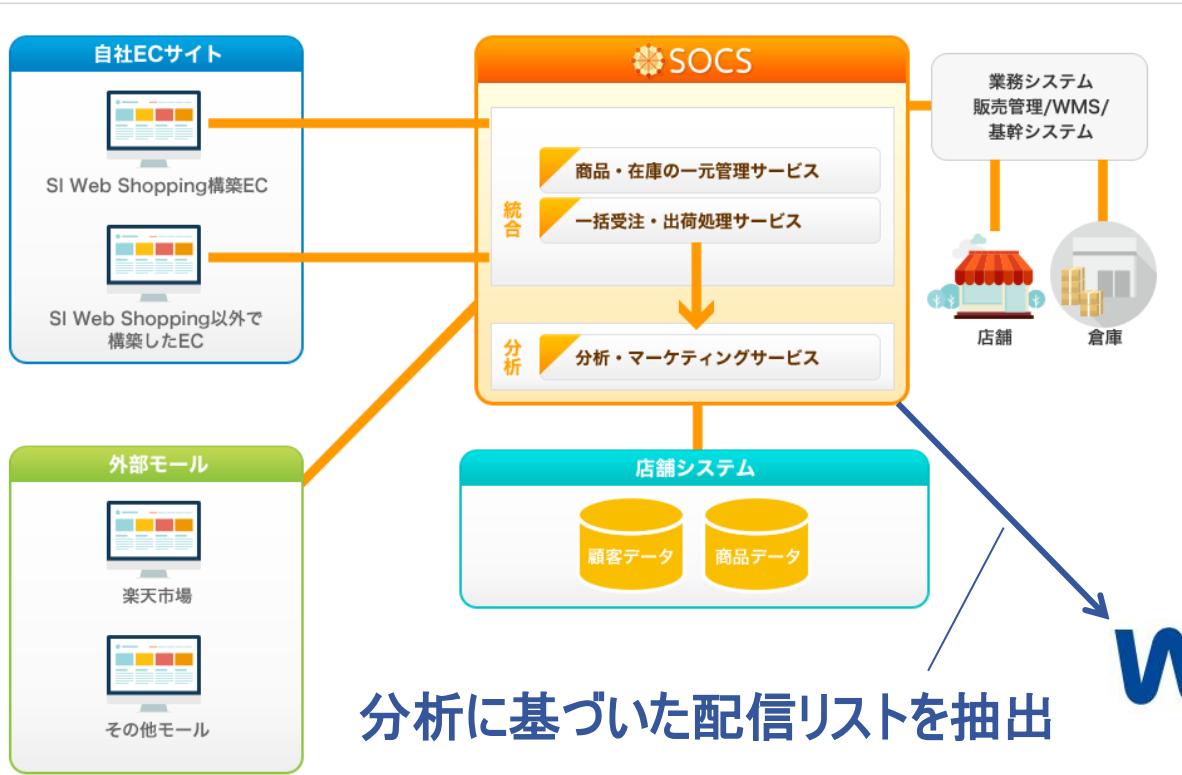 自社ECサイト
SI Web Shopping構築EC
SI Web Shopping以外で
構築したEC
外部モール
楽天市場
その他モール
SOCS
統合
商品・在庫の一元管理サービス
一括受注・出荷処理サービス
分析
分析・マーケティングサービス
店舗システム
顧客データ
商品データ
業務システム
販売管理/WMS/
基幹システム
店舗
倉庫
分析に基づいた配信リストを抽出
W